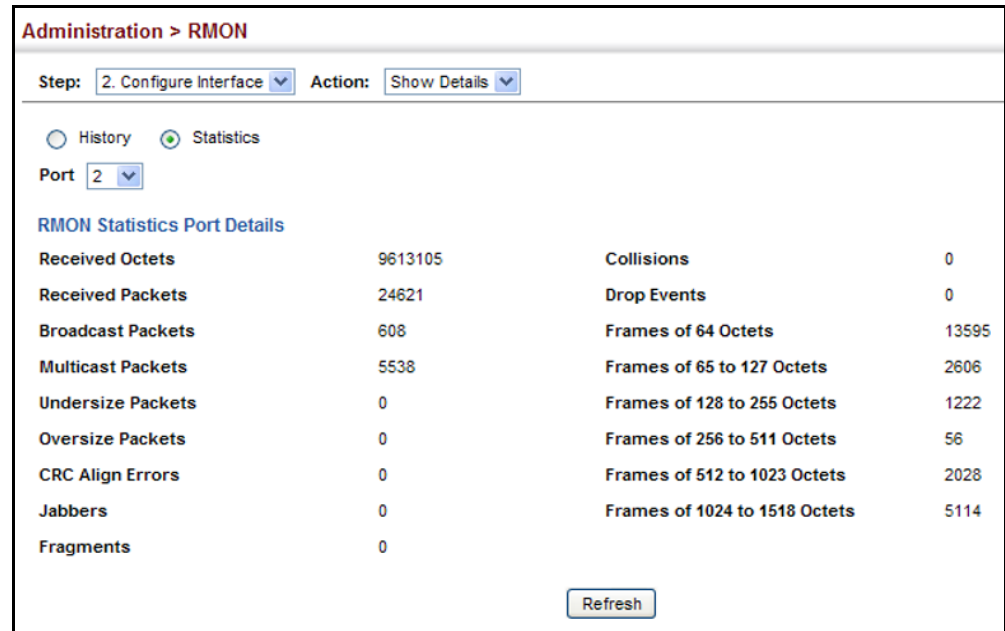 Administration > RMON
Step: 2. Configure Interface Action: Show Details
History Statistics
Port 2
RMON Statistics Port Details
Received Octets 9613105 Collisions 0
Received Packets 24621 Drop Events 0
Broadcast Packets 608 Frames of 64 Octets 13595
Multicast Packets 5538 Frames of 65 to 127 Octets 2606
Undersize Packets 0 Frames of 128 to 255 Octets 1222
Oversize Packets 0 Frames of 256 to 511 Octets 56
CRC Align Errors 0 Frames of 512 to 1023 Octets 2028
Jabbers 0 Frames of 1024 to 1518 Octets 5114
Fragments 0
Refresh